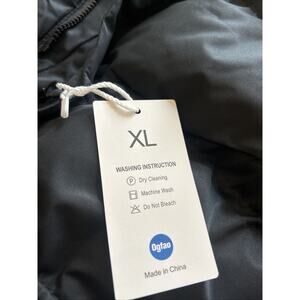 XL
WASHING INSTRUCTION
P Dry Cleaning
Machine Wash
Do Not Bleach
Ogfao
Made in China